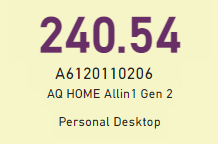 240.54
A6120110206
AQ HOME Allin1 Gen 2
Personal Desktop